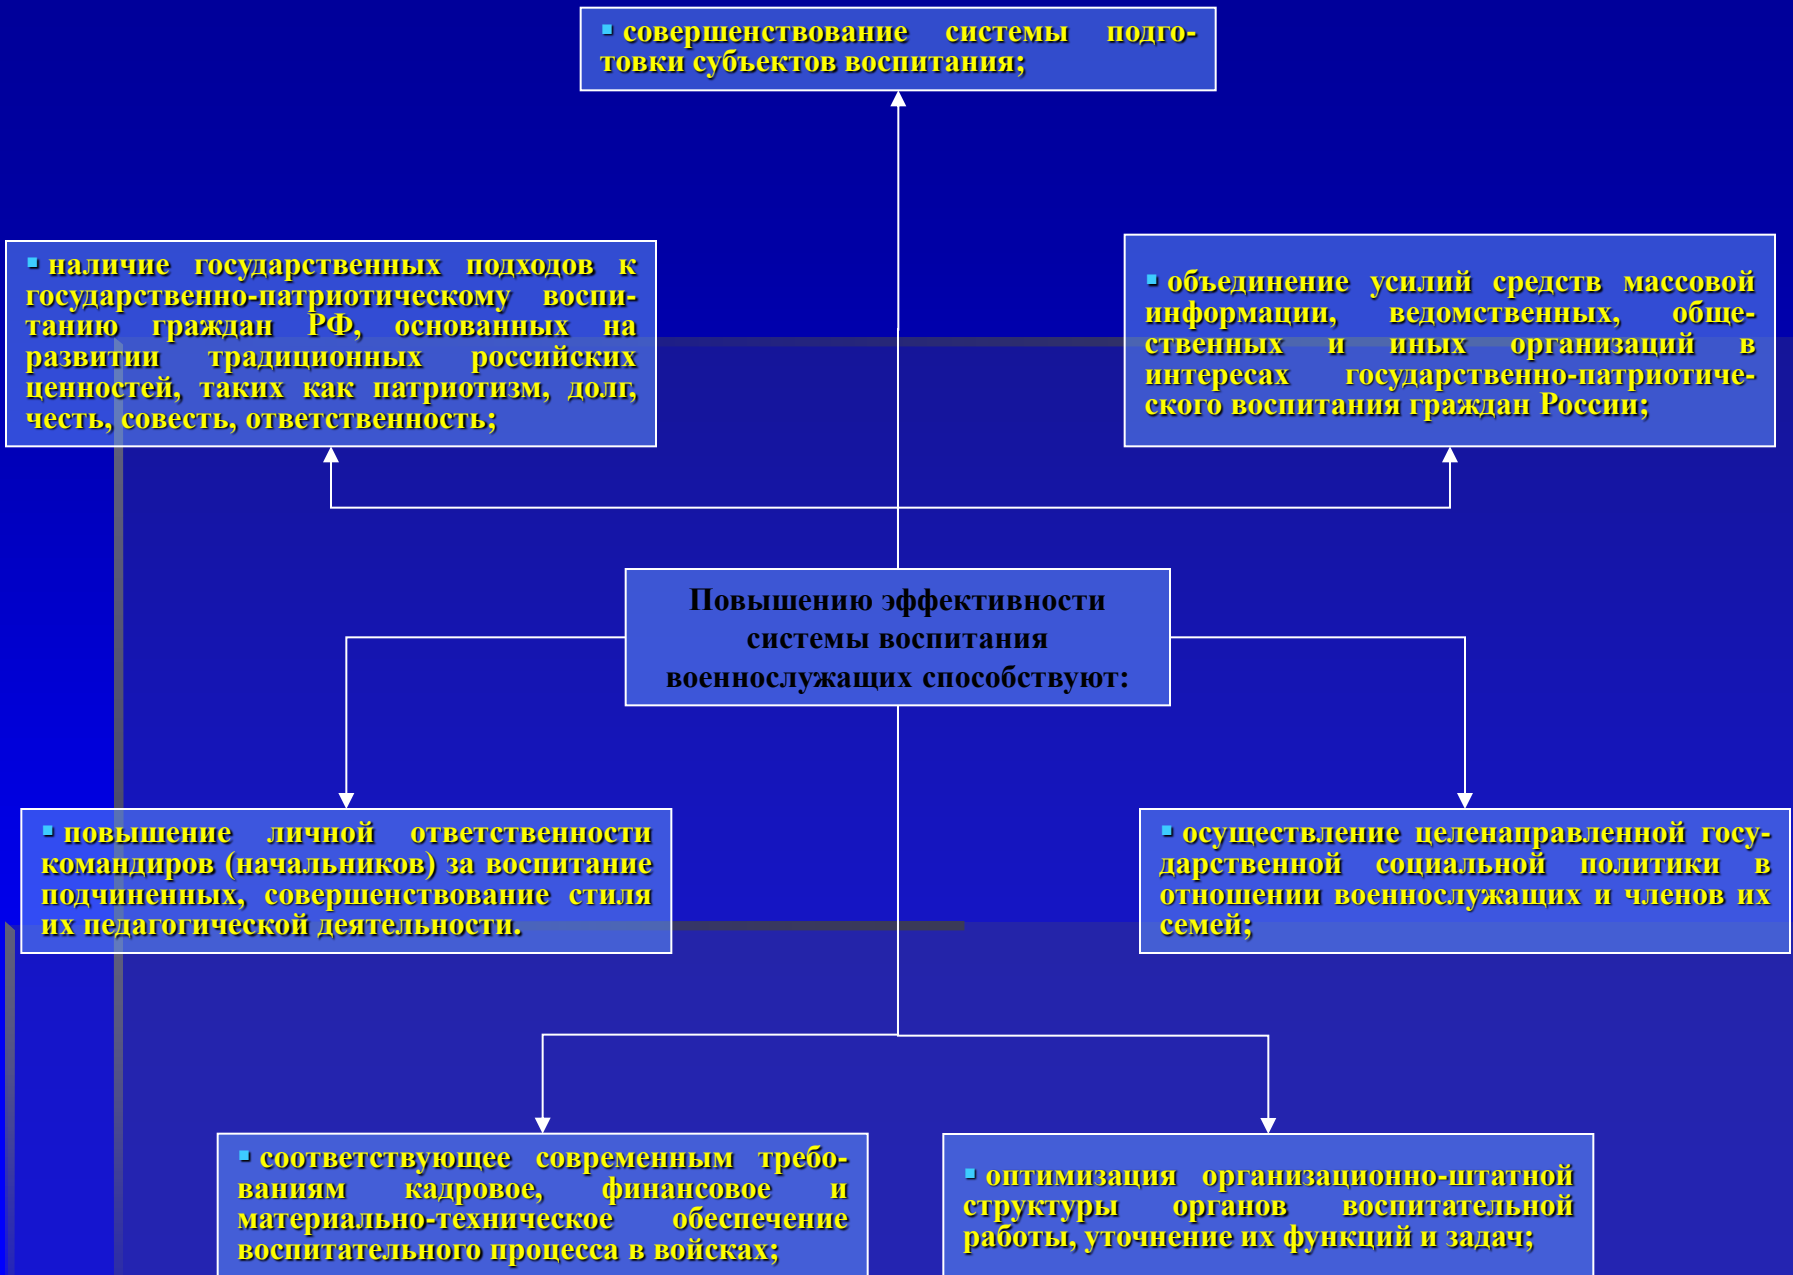 ▪ совершенствование системы подго-
товки субъектов воспитания;
▪ наличие государственных подходов к
государственно-патриотическому воспи-
танию граждан РФ, основанных на
развитии традиционных российских
ценностей, таких как патриотизм, долг,
честь, совесть, ответственность;
▪ объединение усилий средств массовой
информации, ведомственных, обще-
ственных и иных организаций в
интересах государственно-патриотиче-
ского воспитания граждан России;
Повышению эффективности
системы воспитания
военнослужащих способствуют:
▪ повышение личной ответственности
командиров (начальников) за воспитание
подчиненных, совершенствование стиля
их педагогической деятельности.
▪ осуществление целенаправленной госу-
дарственной социальной политики в
отношении военнослужащих и членов их
семей;
▪ соответствующее современным требо-
ваниям кадровое, финансовое и
материально-техническое обеспечение
воспитательного процесса в войсках;
▪ оптимизация организационно-штатной
структуры органов воспитательной
работы, уточнение их функций и задач;